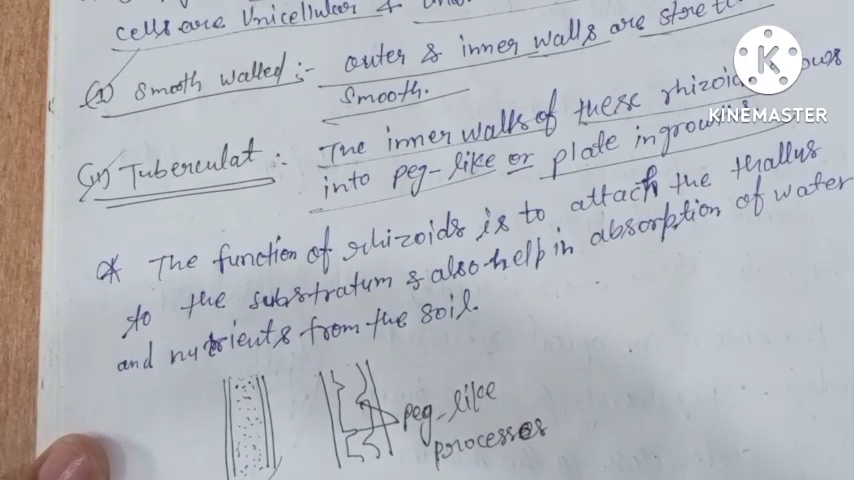 cells are Unicellular &
(i) Smooth walled :- outer & inner walls are
smooth.
(ii) Tuberculat :- The inner walls of these
into peg-like or plate ingrowths
* The function of rhizoids is to attach the thallus
to the substratum & also help in absorption of water
and nutrients from the soil.
peg-like
processes
KINEMASTER